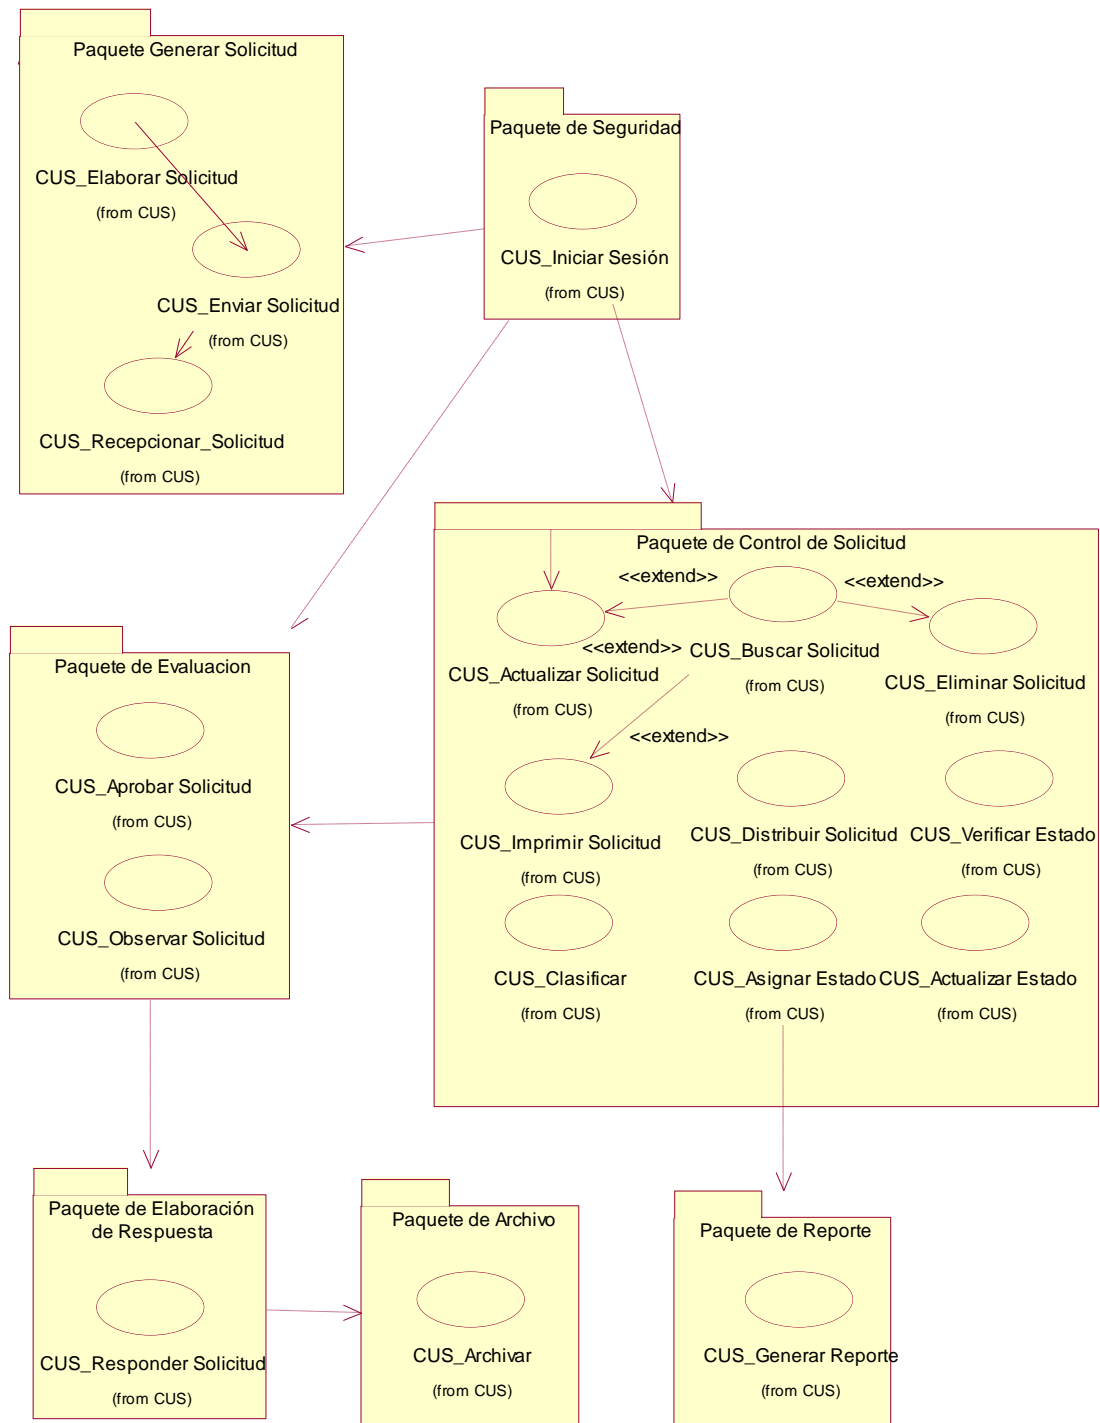 Paquete Generar Solicitud
CUS_Elaborar Solicitud
(from CUS)
CUS_Enviar Solicitud
(from CUS)
CUS_Recepcionar_Solicitud
(from CUS)
Paquete de Seguridad
CUS_Iniciar Sesión
(from CUS)
Paquete de Control de Solicitud
<<extend>>
<<extend>>
<<extend>>
CUS_Actualizar Solicitud
(from CUS)
CUS_Buscar Solicitud
(from CUS)
CUS_Eliminar Solicitud
(from CUS)
<<extend>>
CUS_Imprimir Solicitud
(from CUS)
CUS_Distribuir Solicitud
(from CUS)
CUS_Verificar Estado
(from CUS)
CUS_Clasificar
(from CUS)
CUS_Asignar Estado
(from CUS)
CUS_Actualizar Estado
(from CUS)
Paquete de Evaluacion
CUS_Aprobar Solicitud
(from CUS)
CUS_Observar Solicitud
(from CUS)
Paquete de Elaboración
de Respuesta
CUS_Responder Solicitud
(from CUS)
Paquete de Archivo
CUS_Archivar
(from CUS)
Paquete de Reporte
CUS_Generar Reporte
(from CUS)